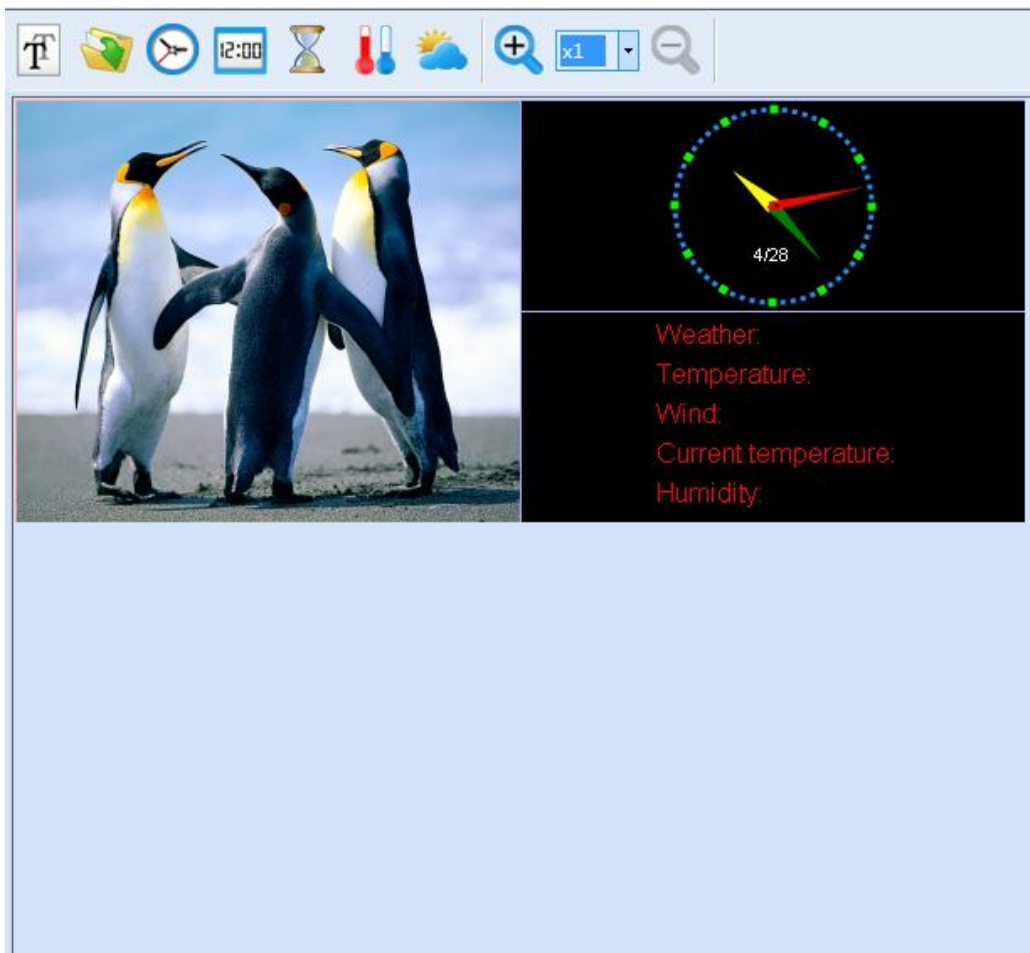 T T
12:00
x1
4/28
Weather:
Temperature:
Wind:
Current temperature:
Humidity: